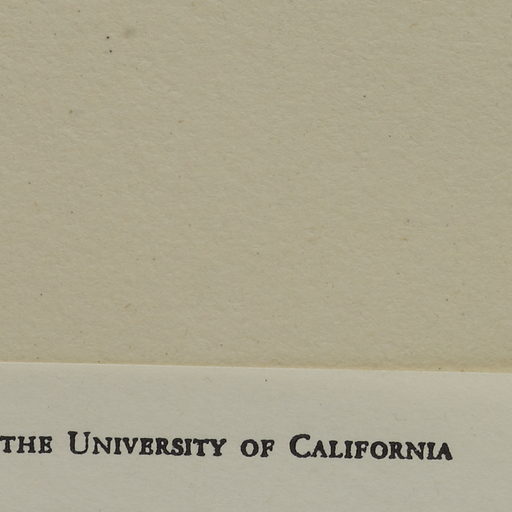 THE UNIVERSITY OF CALIFORNIA